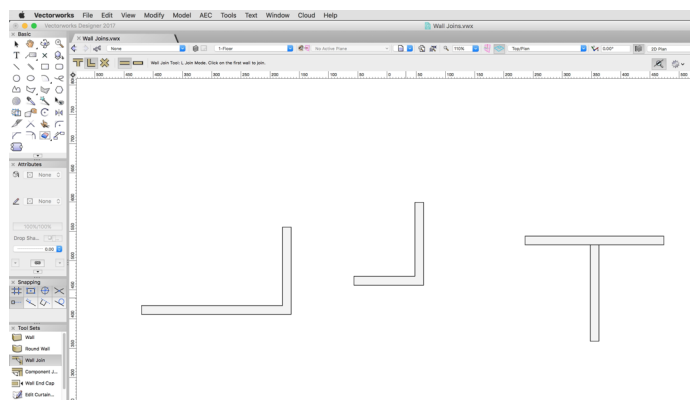 Vectorworks File Edit View Modify Model AEC Tools Text Window Cloud Help
Vectorworks Designer 2017
Wall Joins.vwx
Basic
Wall Joins.vwx
None
1-Floor
No Active Plane
110%
Top/Plan
0.00°
2D Plan
Wall Join Tool: L Join Mode. Click on the first wall to join.
Attributes
None
None
100%/100%
Drop Sha...
0.00
Snapping
Tool Sets
Wall
Round Wall
Wall Join
Component J...
Wall End Cap
Edit Curtain...